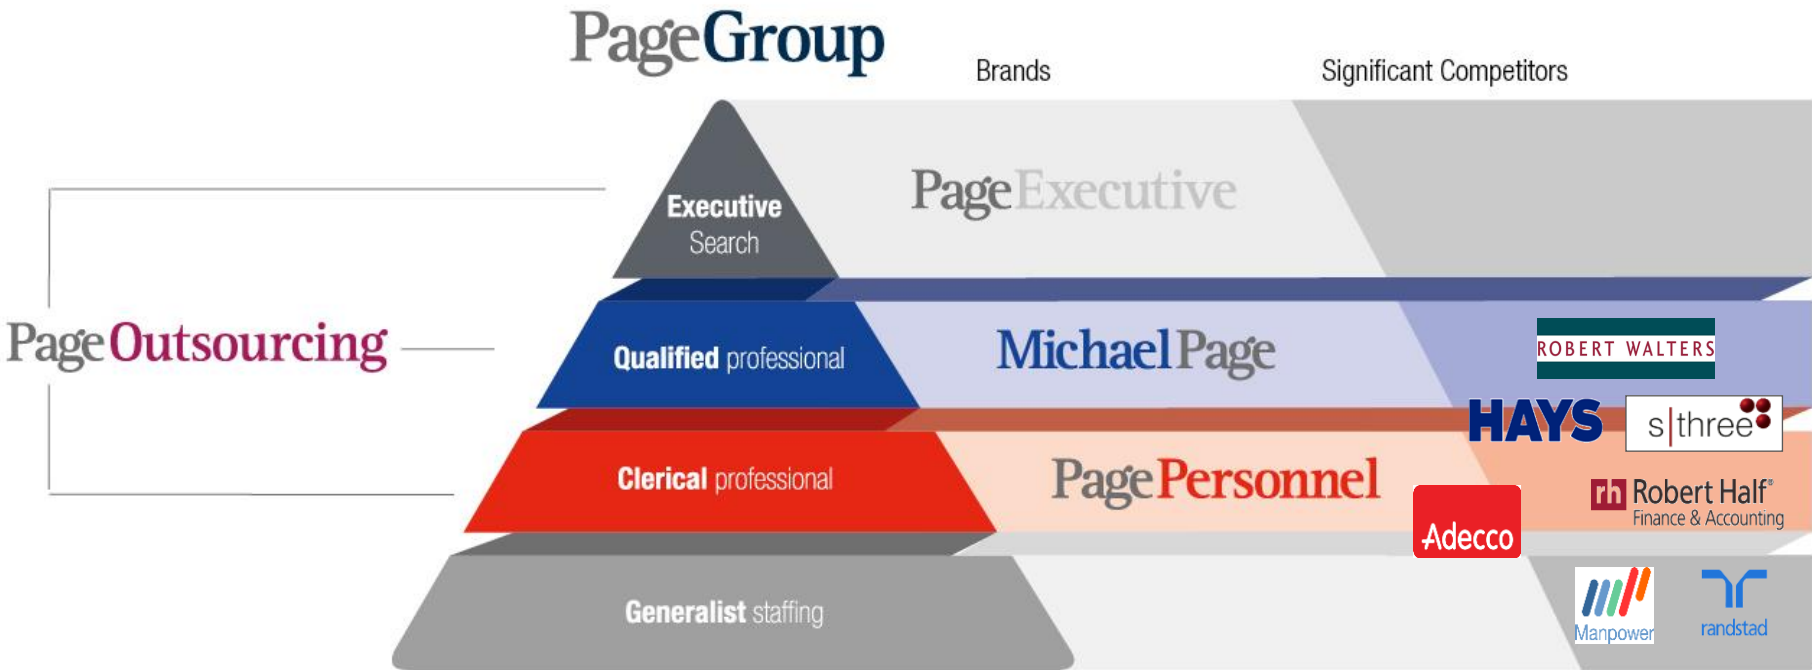 PageGroup
Brands
Significant Competitors
Executive
Search
PageExecutive
PageOutsourcing
Qualified professional
MichaelPage
ROBERT WALTERS
HAYS
s|three
Clerical professional
PagePersonnel
Adecco
rh Robert Half®
Finance & Accounting
Generalist staffing
Manpower
randstad